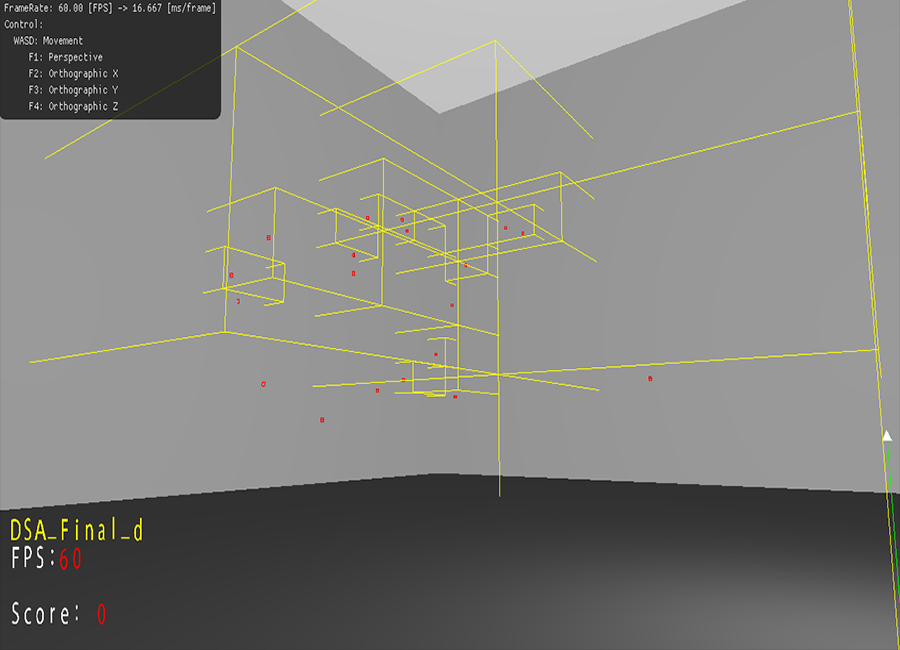 FrameRate: 60.00 [FPS] -> 16.667 [ms/frame]
Control:
WASD: Movement
F1: Perspective
F2: Orthographic X
F3: Orthographic Y
F4: Orthographic Z
DSA_Final_d
FPS:60
Score: 0